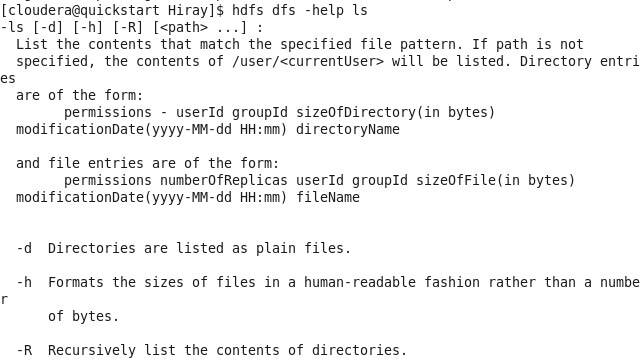 [cloudera@quickstart Hiray]$ hdfs dfs -help ls
-ls [-d] [-h] [-R] [<path> ...] :
  List the contents that match the specified file pattern. If path is not
  specified, the contents of /user/<currentUser> will be listed. Directory entri
es
  are of the form:
        permissions - userId groupId sizeOfDirectory(in bytes)
  modificationDate(yyyy-MM-dd HH:mm) directoryName

  and file entries are of the form:
        permissions numberOfReplicas userId groupId sizeOfFile(in bytes)
  modificationDate(yyyy-MM-dd HH:mm) fileName

  -d  Directories are listed as plain files.

  -h  Formats the sizes of files in a human-readable fashion rather than a numbe
r
      of bytes.

  -R  Recursively list the contents of directories.